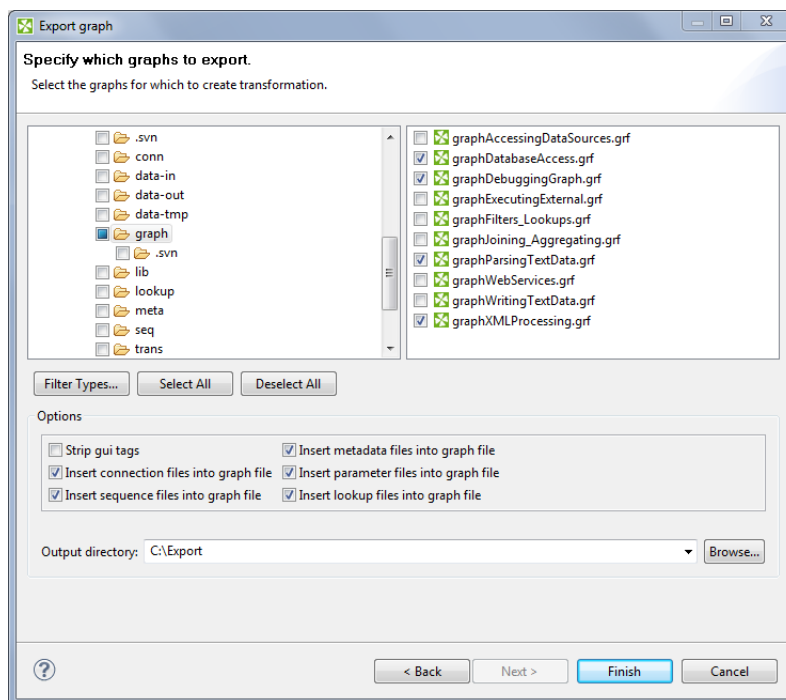 Export graph
Specify which graphs to export.
Select the graphs for which to create transformation.
.svn
conn
data-in
data-out
data-tmp
graph
.svn
lib
lookup
meta
seq
trans
graphAccessingDataSources.grf
graphDatabaseAccess.grf
graphDebuggingGraph.grf
graphExecutingExternal.grf
graphFilters_Lookups.grf
graphJoining_Aggregating.grf
graphParsingTextData.grf
graphWebServices.grf
graphWritingTextData.grf
graphXMLProcessing.grf
Filter Types... Select All Deselect All
Options
Strip gui tags Insert metadata files into graph file
Insert connection files into graph file Insert parameter files into graph file
Insert sequence files into graph file Insert lookup files into graph file
Output directory: C:\Export Browse...
? < Back Next > Finish Cancel